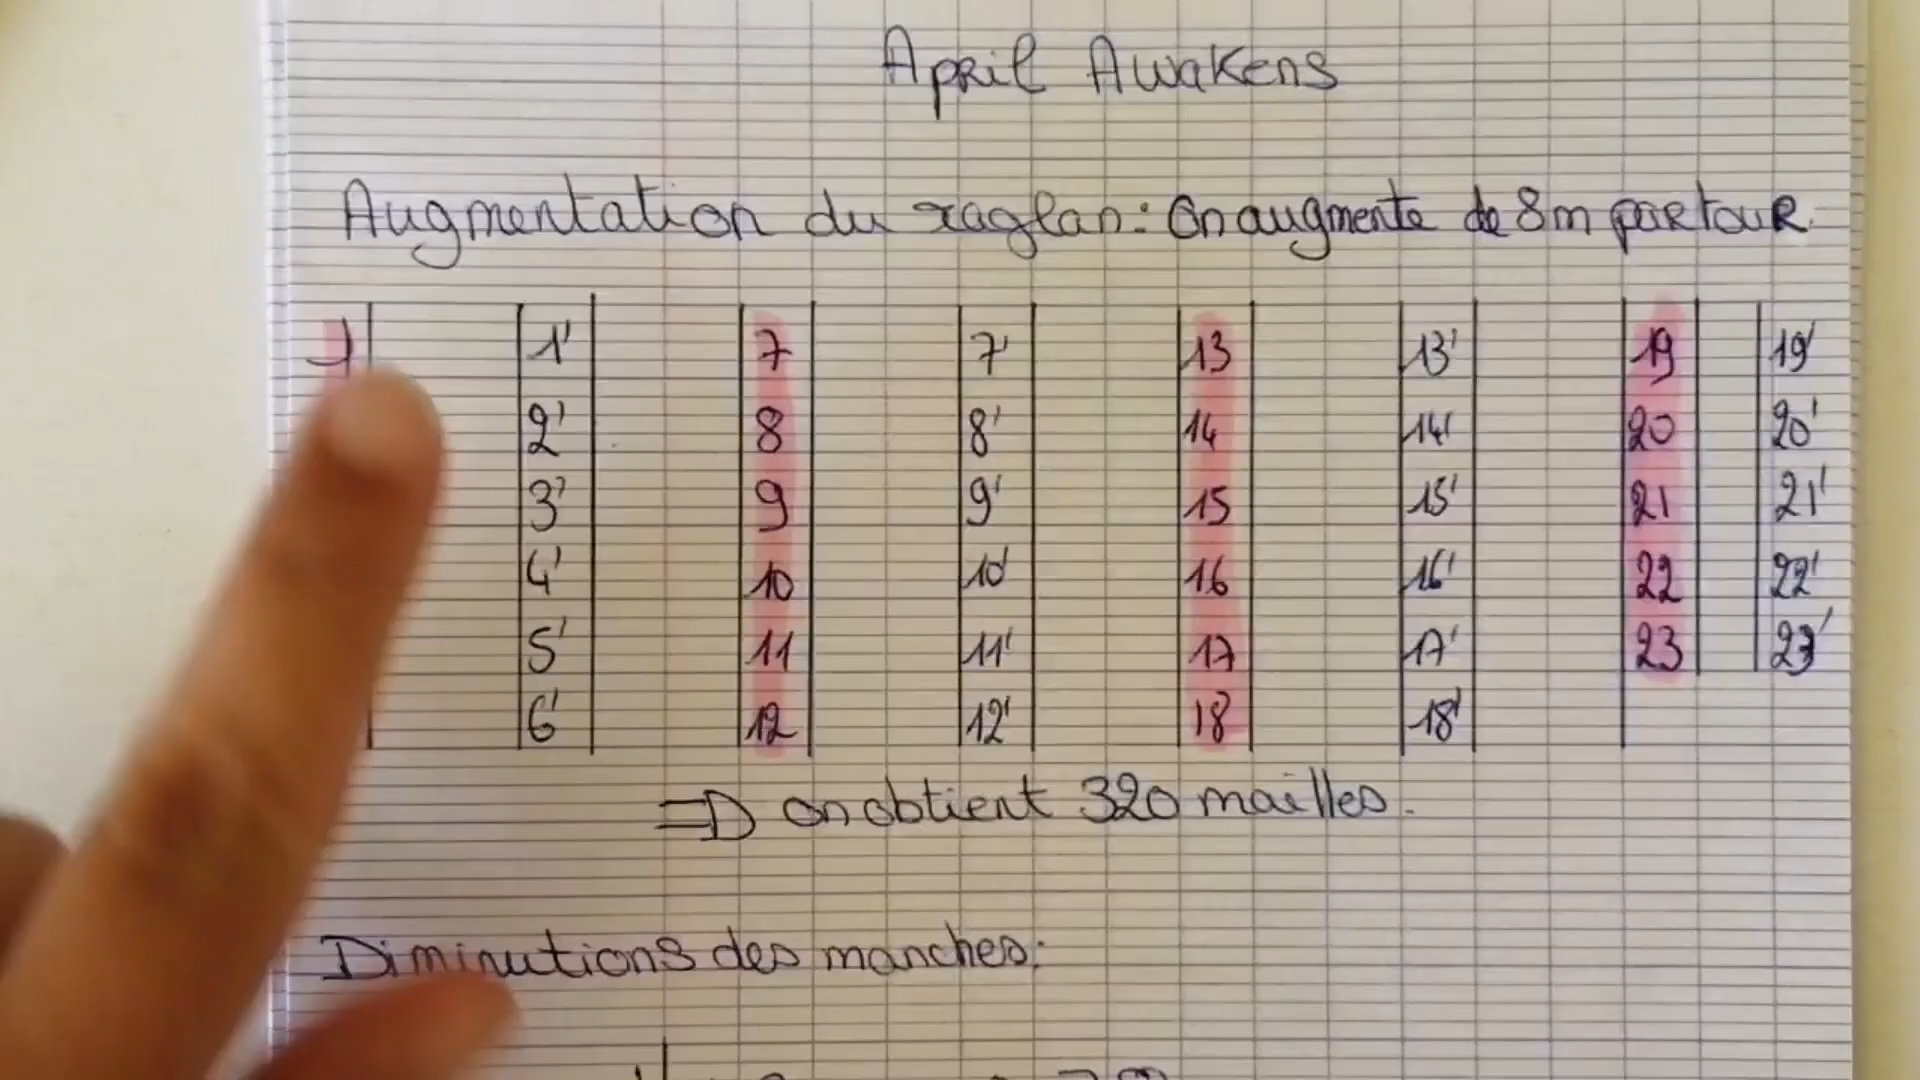 April Awakens
Augmentation du raglan: On augmente de 8m par tour.
1 1' 7 7' 13 13' 19 19'
2' 8 8' 14 14' 20 20'
3' 9 9' 15 15' 21 21'
4' 10 10' 16 16' 22 22'
5' 11 11' 17 17' 23 23'
6' 12 12' 18 18'
=> on obtient 320 mailles.
Diminutions des manches: